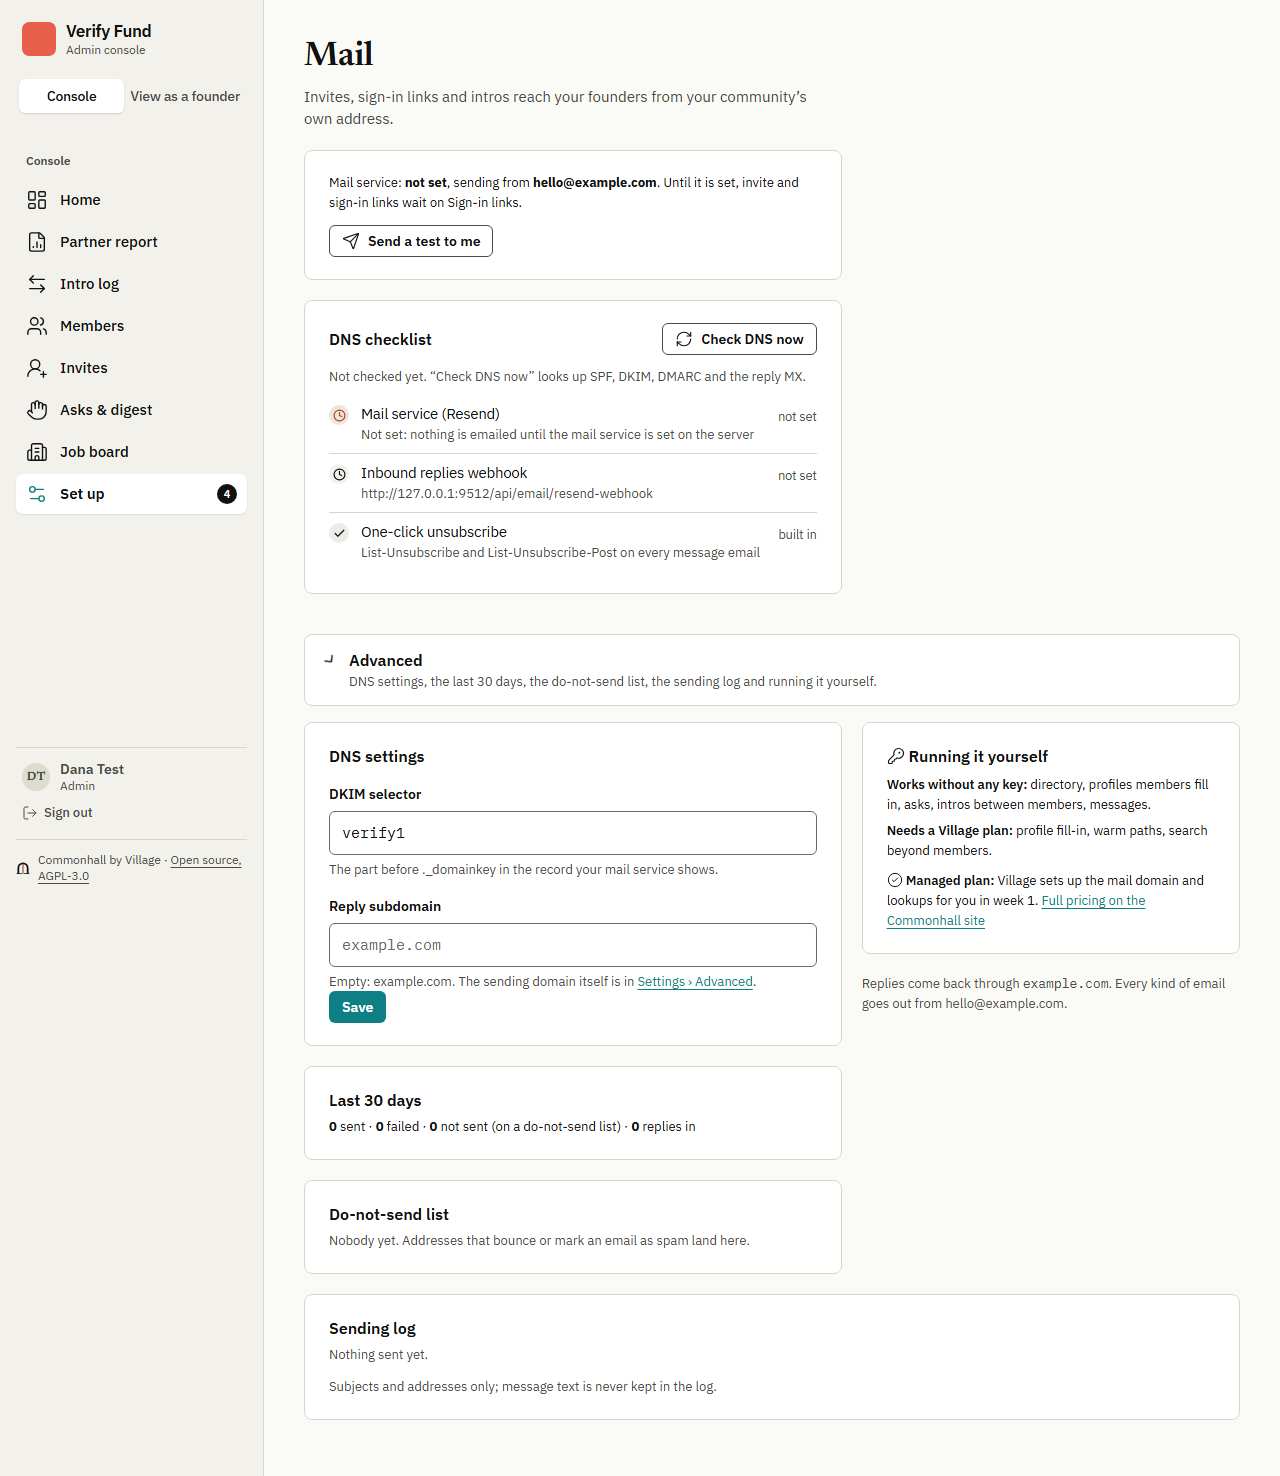 Verify Fund
Admin console
Console
View as a founder
Console
Home
Partner report
Intro log
Members
Invites
Asks & digest
Job board
Set up
4
DT
Dana Test
Admin
Sign out
Commonhall by Village · Open source,
AGPL-3.0
Mail
Invites, sign-in links and intros reach your founders from your community’s
own address.
Mail service: not set, sending from hello@example.com. Until it is set, invite and
sign-in links wait on Sign-in links.
Send a test to me
DNS checklist
Check DNS now
Not checked yet. “Check DNS now” looks up SPF, DKIM, DMARC and the reply MX.
Mail service (Resend)
not set
Not set: nothing is emailed until the mail service is set on the server
Inbound replies webhook
not set
http://127.0.0.1:9512/api/email/resend-webhook
One-click unsubscribe
built in
List-Unsubscribe and List-Unsubscribe-Post on every message email
Advanced
DNS settings, the last 30 days, the do-not-send list, the sending log and running it yourself.
DNS settings
DKIM selector
verify1
The part before ._domainkey in the record your mail service shows.
Reply subdomain
example.com
Empty: example.com. The sending domain itself is in Settings › Advanced.
Save
Running it yourself
Works without any key: directory, profiles members fill
in, asks, intros between members, messages.
Needs a Village plan: profile fill-in, warm paths, search
beyond members.
Managed plan: Village sets up the mail domain and
lookups for you in week 1. Full pricing on the
Commonhall site
Replies come back through example.com. Every kind of email
goes out from hello@example.com.
Last 30 days
0 sent · 0 failed · 0 not sent (on a do-not-send list) · 0 replies in
Do-not-send list
Nobody yet. Addresses that bounce or mark an email as spam land here.
Sending log
Nothing sent yet.
Subjects and addresses only; message text is never kept in the log.